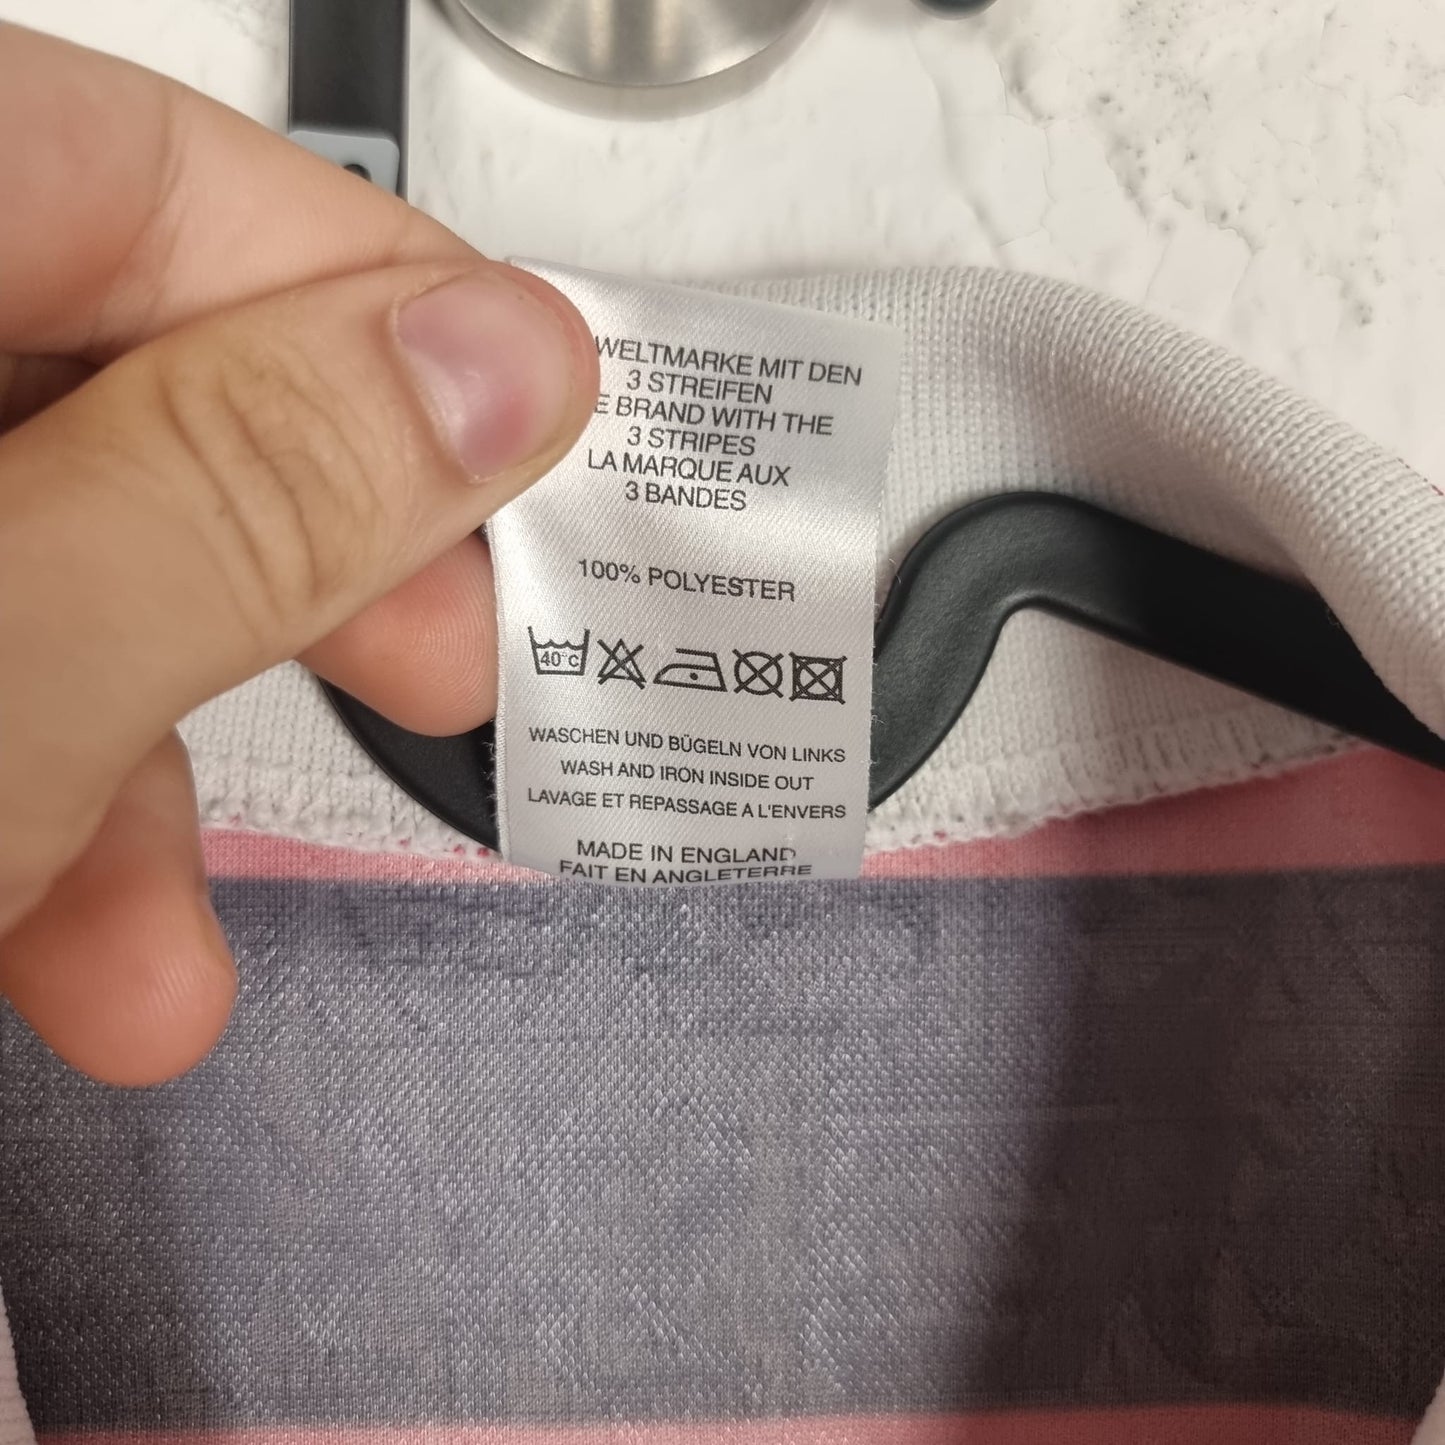 WELTMARKE MIT DEN
3 STREIFEN
BRAND WITH THE
3 STRIPES
LA MARQUE AUX
3 BANDES
100% POLYESTER
40°C
WASCHEN UND BÜGELN VON LINKS
WASH AND IRON INSIDE OUT
LAVAGE ET REPASSAGE A L'ENVERS
MADE IN ENGLAND
FAIT EN ANGLETERRE